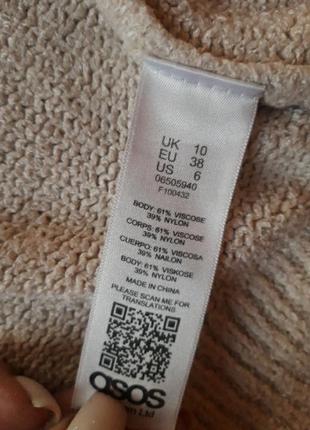 UK 10
EU 38
US 6
06505940
F100432
BODY: 61% VISCOSE
39% NYLON
CORPS: 61% VISCOSE
39% NYLON
CUERPO: 61% VISCOSA
39% NAILON
BODY: 61% VISKOSE
39% NYLON
MADE IN CHINA
PLEASE SCAN ME FOR
TRANSLATIONS
asos
Ltd